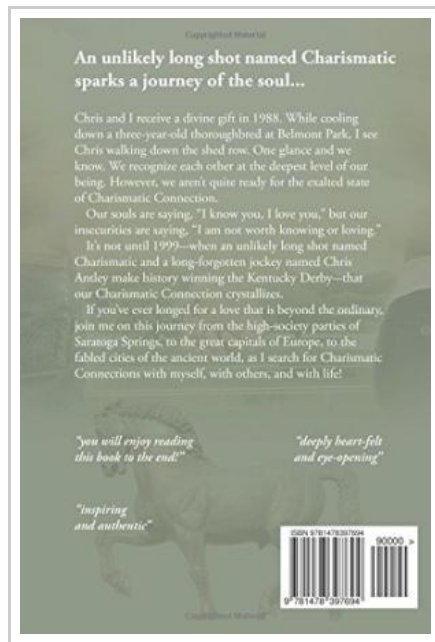 Copyrighted Material
An unlikely long shot named Charismatic
sparks a journey of the soul...
Chris and I receive a divine gift in 1988. While cooling
down a three-year-old thoroughbred at Belmont Park, I see
Chris walking down the shed row. One glance and we
know. We recognize each other at the deepest level of our
being. However, we aren't quite ready for the exalted state
of Charismatic Connection.
Our souls are saying, "I know you, I love you," but our
insecurities are saying, "I am not worth knowing or loving."
It's not until 1999—when an unlikely long shot named
Charismatic and a long-forgotten jockey named Chris
Antley make history winning the Kentucky Derby—that
our Charismatic Connection crystallizes.
If you've ever longed for a love that is beyond the ordinary,
join me on this journey from the high-society parties of
Saratoga Springs, to the great capitals of Europe, to the
fabled cities of the ancient world, as I search for Charismatic
Connections with myself, with others, and with life!
"you will enjoy reading
this book to the end!"
"deeply heart-felt
and eye-opening"
"inspiring
and authentic"
ISBN 9781478397694
90000 >
9 781478 397694
Copyrighted Material